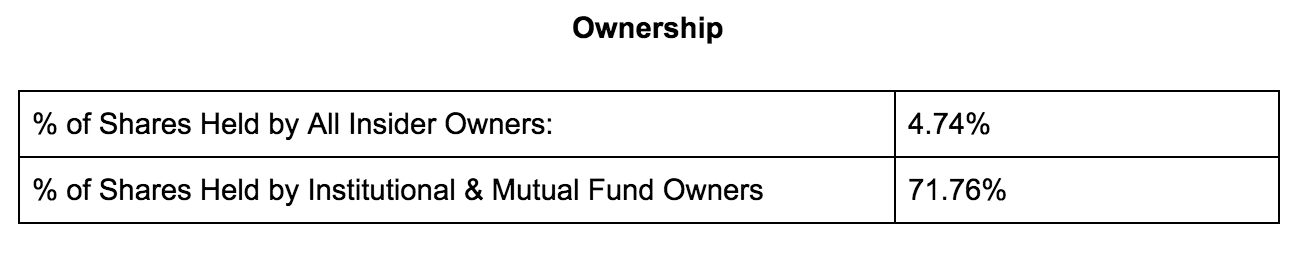 Ownership
% of Shares Held by All Insider Owners: 4.74%
% of Shares Held by Institutional & Mutual Fund Owners 71.76%